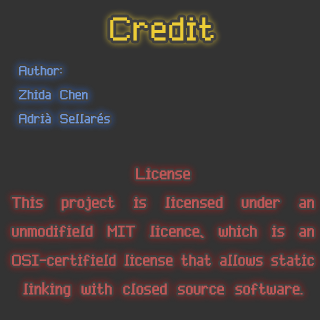 Credit
Author:
Zhida Chen
Adrià Sellarés
License
This project is licensed under an
unmodifield MIT licence, which is an
OSI-certifield license that allows static
linking with closed source software.